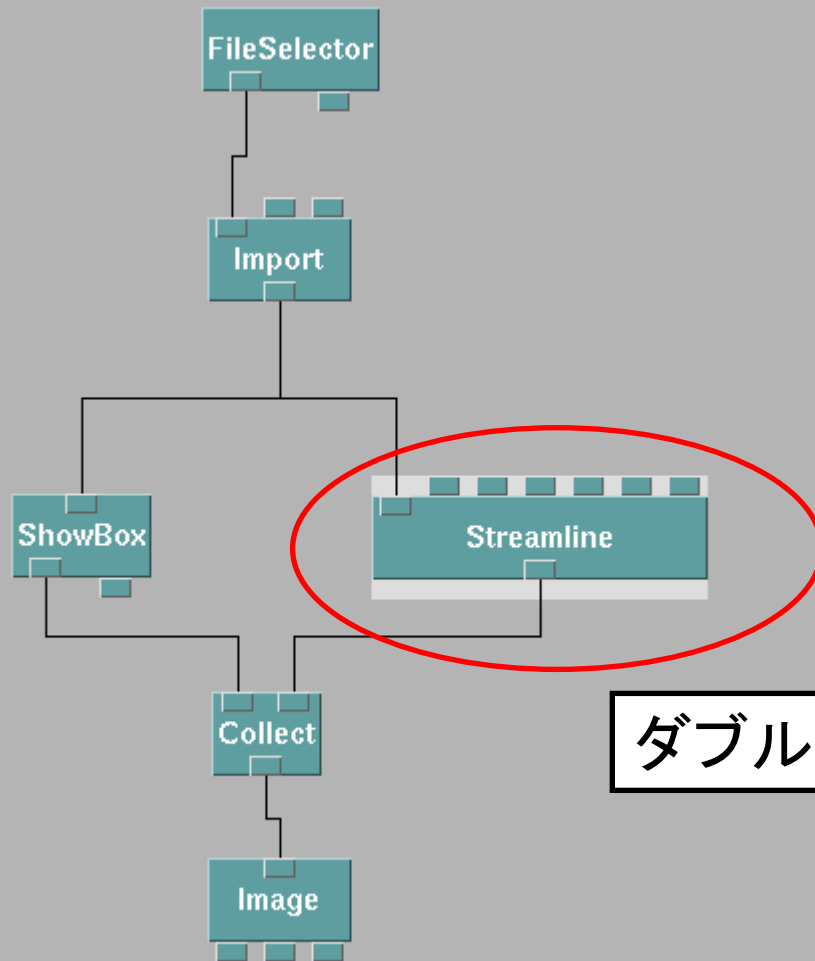 FileSelector
Import
ShowBox
Streamline
Collect
ダブル
Image